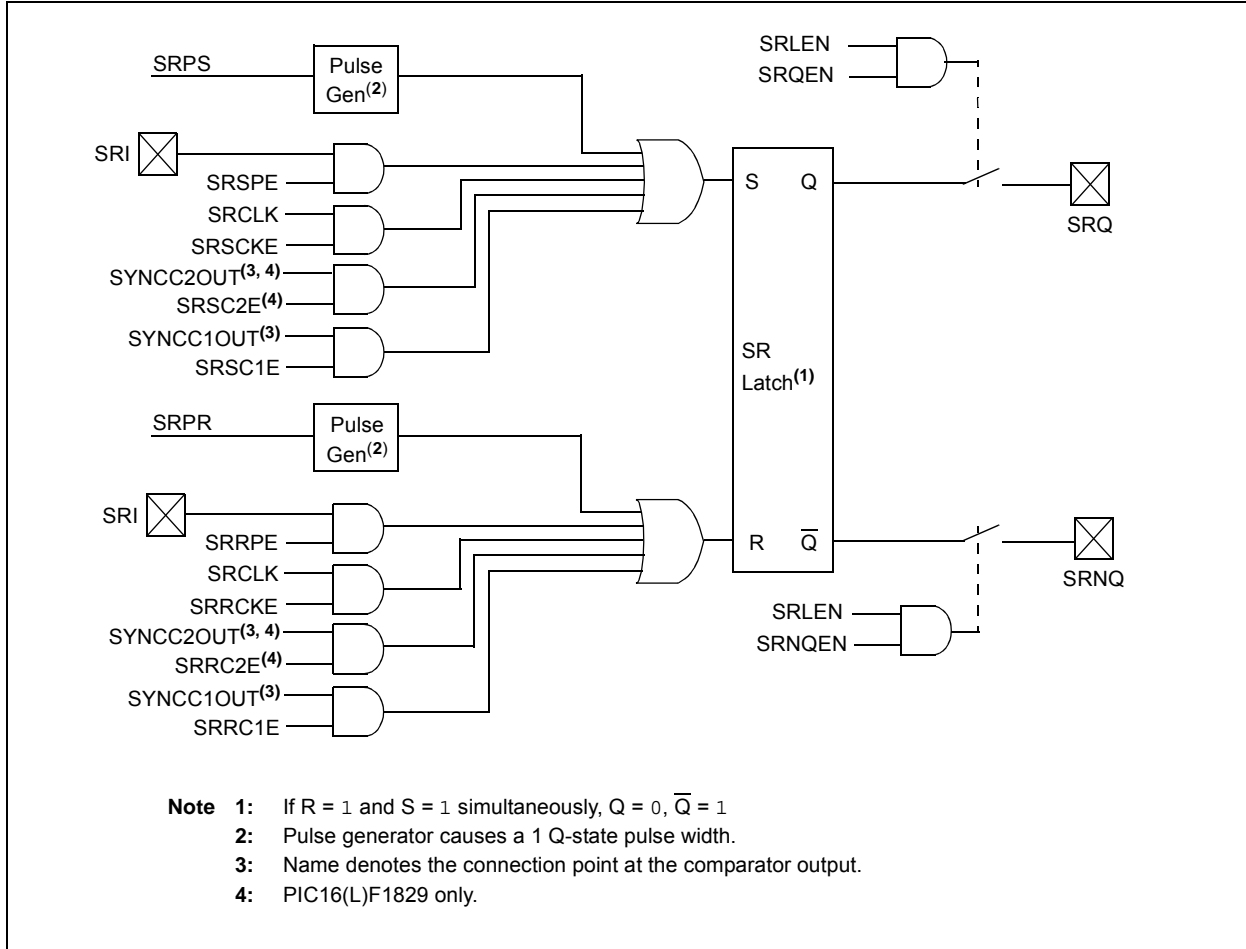 SRPS
Pulse
Gen(2)
SRLEN
SRQEN
SRI
SRSPE
SRCLK
SRSCKE
SYNCC2OUT(3, 4)
SRSC2E(4)
SYNCC1OUT(3)
SRSC1E
S Q
SRQ
SR
Latch(1)
SRPR
Pulse
Gen(2)
SRI
SRRPE
SRCLK
SRRCKE
SYNCC2OUT(3, 4)
SRRC2E(4)
SYNCC1OUT(3)
SRRC1E
R Q̅
SRNQ
SRLEN
SRNQEN
Note 1: If R = 1 and S = 1 simultaneously, Q = 0, Q̅ = 1
2: Pulse generator causes a 1 Q-state pulse width.
3: Name denotes the connection point at the comparator output.
4: PIC16(L)F1829 only.